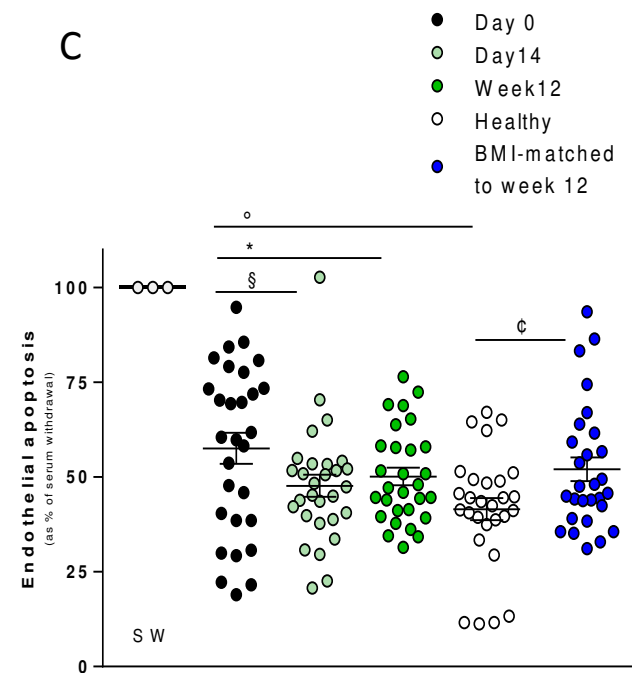 C
Day 0
Day14
Week12
Healthy
BMI-matched
to week 12
°
*
§
¢
100
75
50
25
0
Endothelial apoptosis
(as % of serum withdrawal)
SW